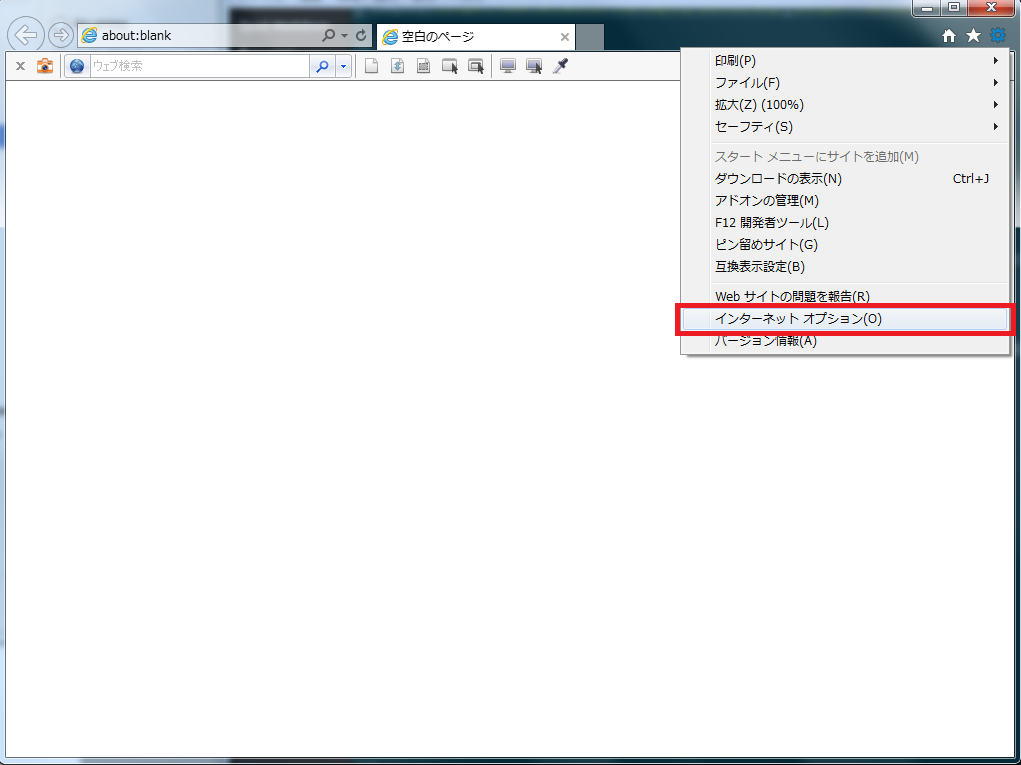 about:blank
空白のページ
ウェブ検索
印刷(P)
ファイル(F)
拡大(Z) (100%)
セーフティ(S)
スタート メニューにサイトを追加(M)
ダウンロードの表示(N) Ctrl+J
アドオンの管理(M)
F12 開発者ツール(L)
ピン留めサイト(G)
互換表示設定(B)
Web サイトの問題を報告(R)
インターネット オプション(O)
バージョン情報(A)